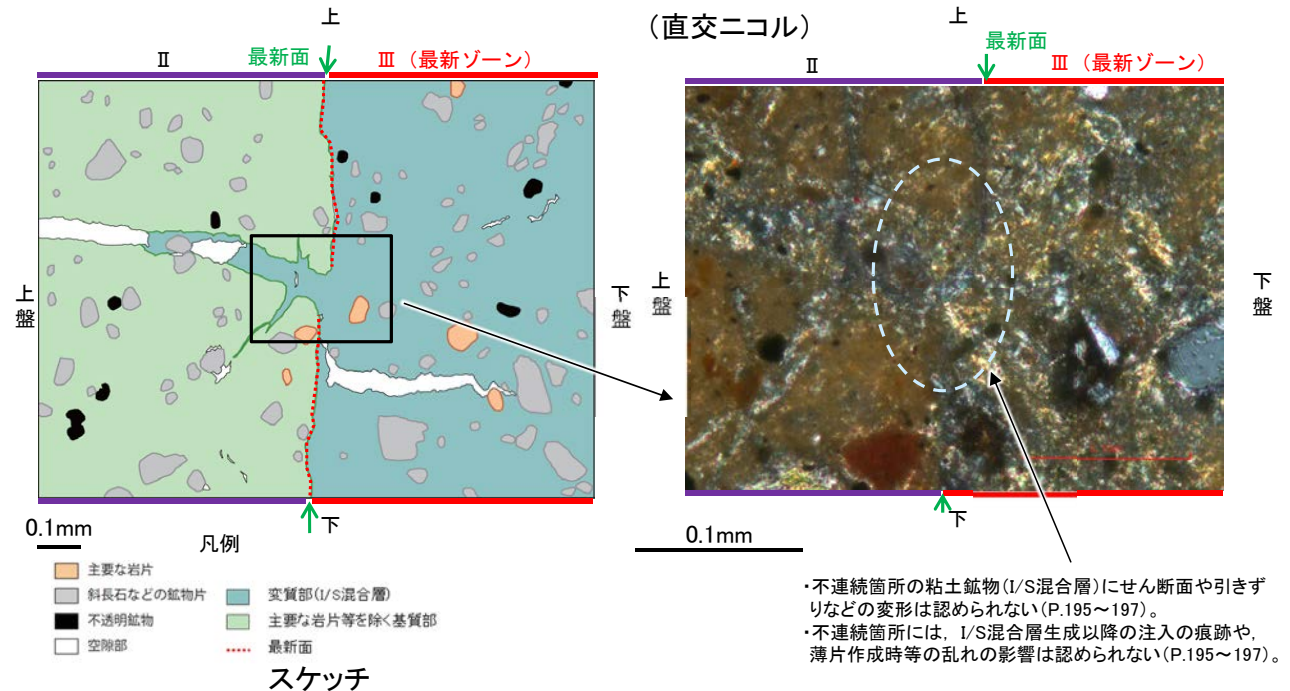 上
Ⅱ
最新面
Ⅲ（最新ゾーン）
上盤
下盤
0.1mm
下
凡例
主要な岩片
斜長石などの鉱物片
不透明鉱物
空隙部
変質部(I/S混合層)
主要な岩片等を除く基質部
最新面
スケッチ
（直交ニコル）
上
最新面
Ⅱ
Ⅲ（最新ゾーン）
上盤
下盤
下
0.1mm
・不連続箇所の粘土鉱物(I/S混合層)にせん断面や引きず
りなどの変形は認められない(P.195～197)。
・不連続箇所には，I/S混合層生成以降の注入の痕跡や，
薄片作成時等の乱れの影響は認められない(P.195～197)。